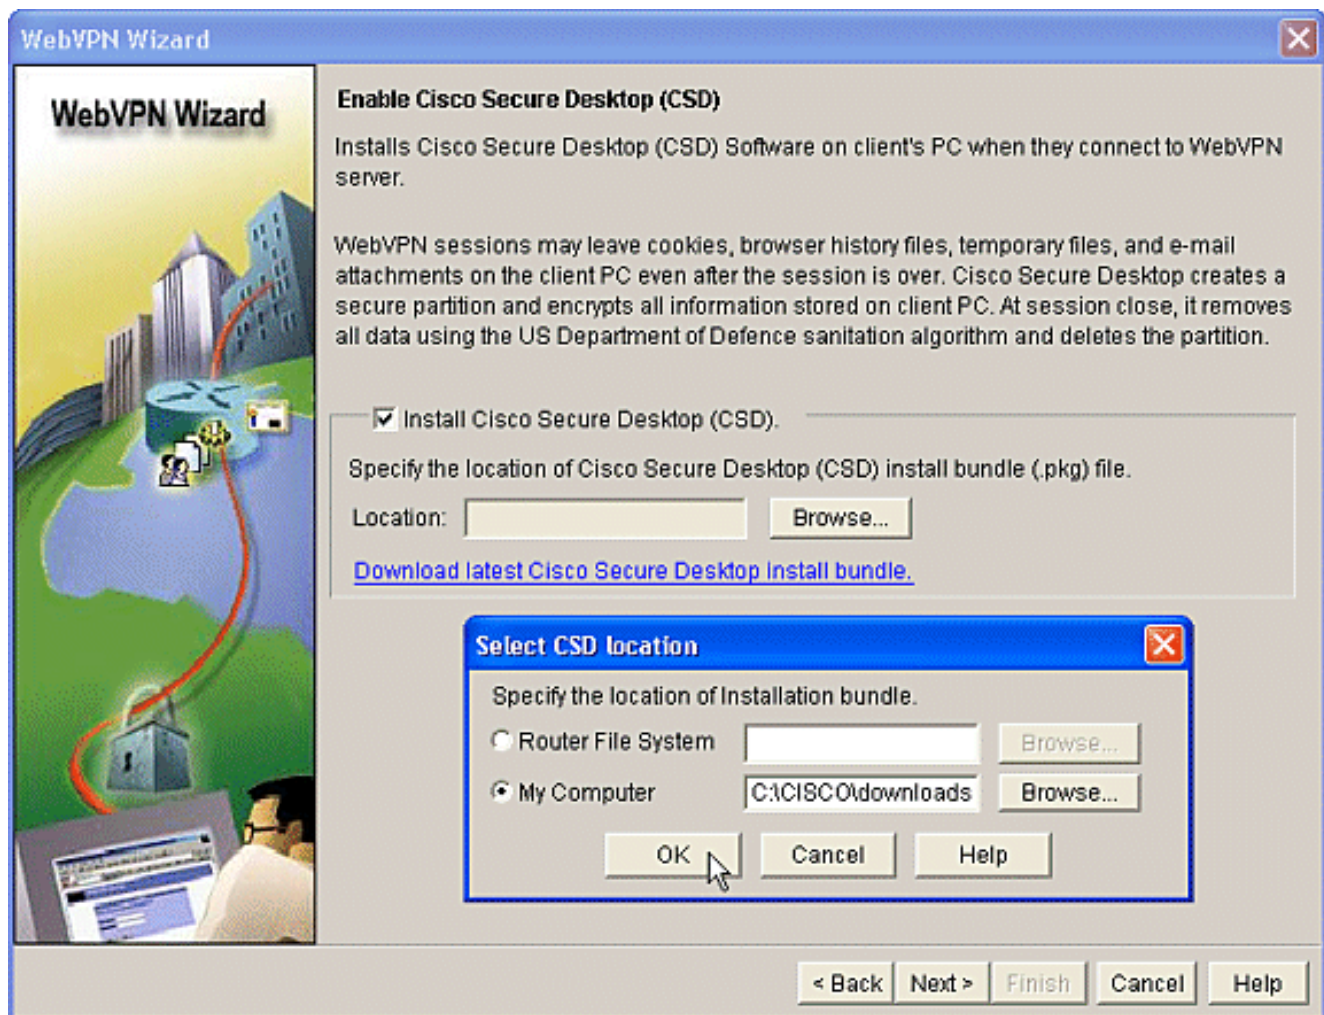 WebVPN Wizard
WebVPN Wizard
Enable Cisco Secure Desktop (CSD)
Installs Cisco Secure Desktop (CSD) Software on client's PC when they connect to WebVPN
server.
WebVPN sessions may leave cookies, browser history files, temporary files, and e-mail
attachments on the client PC even after the session is over. Cisco Secure Desktop creates a
secure partition and encrypts all information stored on client PC. At session close, it removes
all data using the US Department of Defence sanitation algorithm and deletes the partition.
Install Cisco Secure Desktop (CSD).
Specify the location of Cisco Secure Desktop (CSD) install bundle (.pkg) file.
Location: Browse...
Download latest Cisco Secure Desktop install bundle.
Select CSD location
Specify the location of Installation bundle.
Router File System Browse...
My Computer C:\CISCO\downloads Browse...
OK Cancel Help
< Back Next > Finish Cancel Help